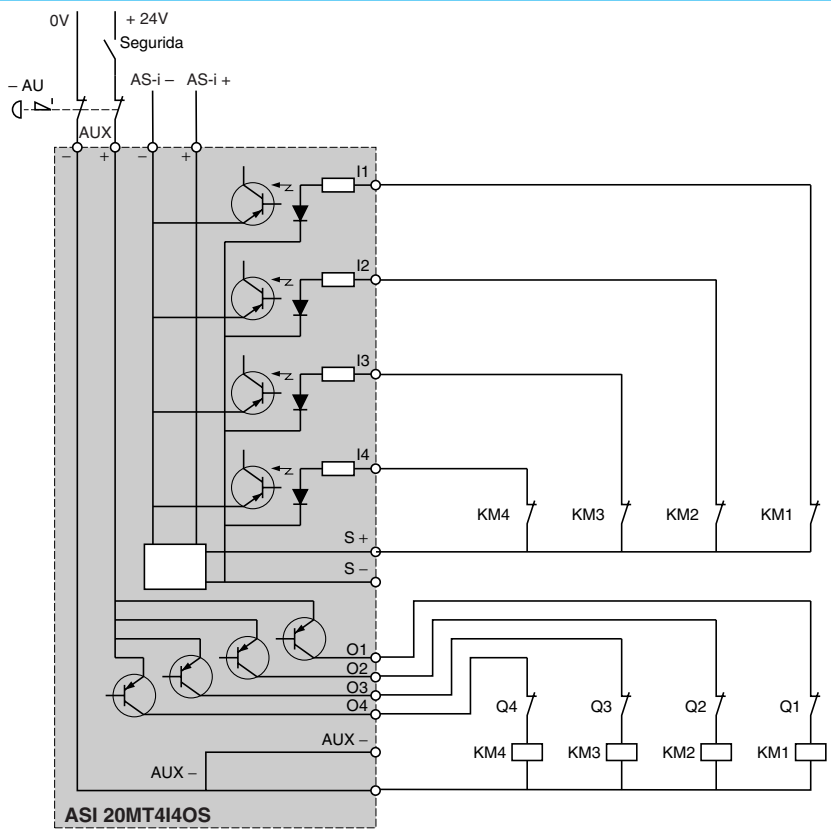 0V
+ 24V
Segurida
– AU
AS-i –
AS-i +
AUX
–
+
–
+
I1
I2
I3
I4
KM4
KM3
KM2
KM1
S +
S –
O1
O2
O3
O4
Q4
Q3
Q2
Q1
AUX –
KM4
KM3
KM2
KM1
AUX –
ASI 20MT4I4OS